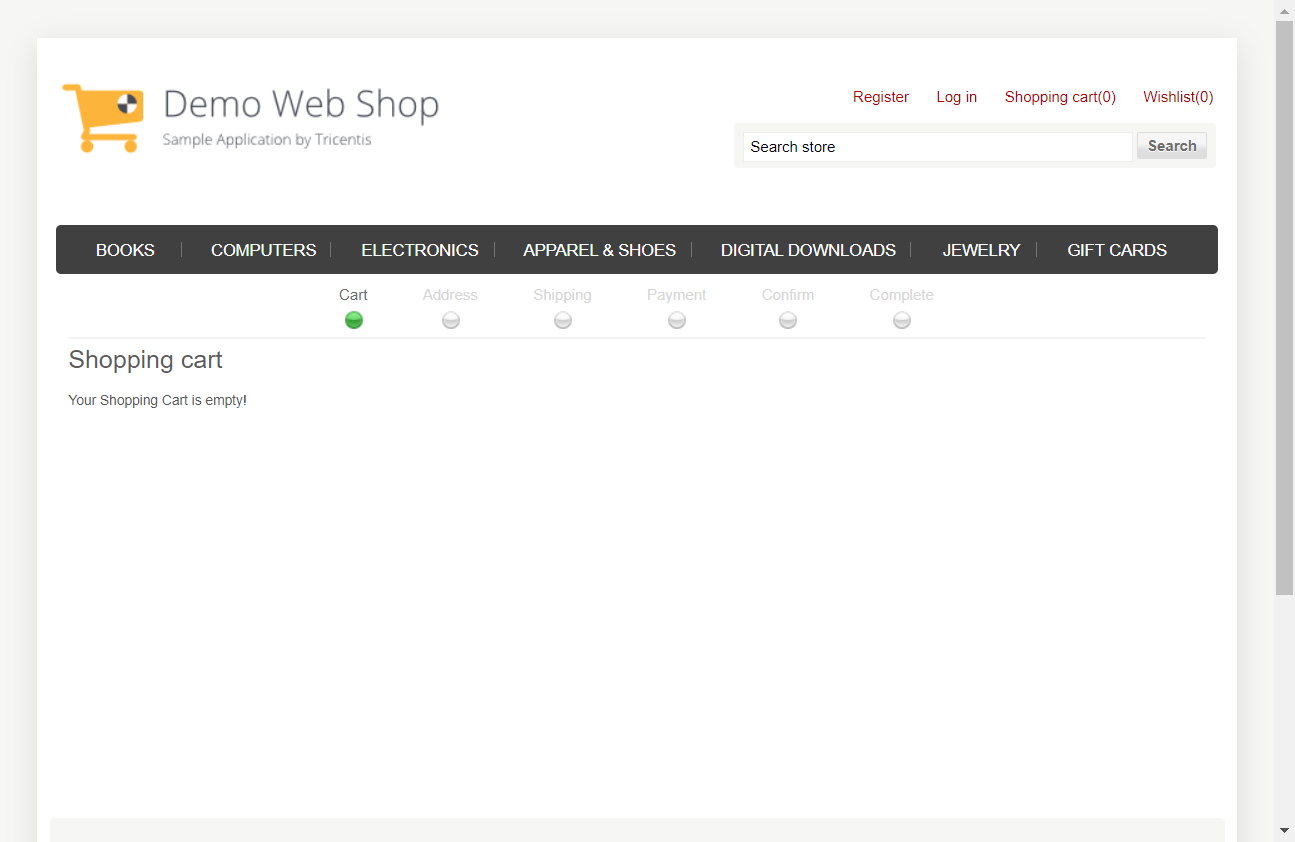 Demo Web Shop
Sample Application by Tricentis
Register Log in Shopping cart(0) Wishlist(0)
Search store Search
BOOKS COMPUTERS ELECTRONICS APPAREL & SHOES DIGITAL DOWNLOADS JEWELRY GIFT CARDS
Cart Address Shipping Payment Confirm Complete
Shopping cart
Your Shopping Cart is empty!